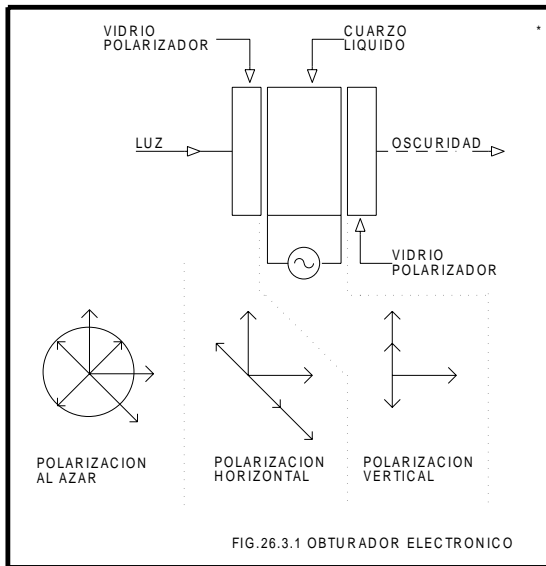 VIDRIO
POLARIZADOR
CUARZO
LIQUIDO
*
LUZ
OSCURIDAD
VIDRIO
POLARIZADOR
POLARIZACION
AL AZAR
POLARIZACION
HORIZONTAL
POLARIZACION
VERTICAL
FIG.26.3.1 OBTURADOR ELECTRONICO